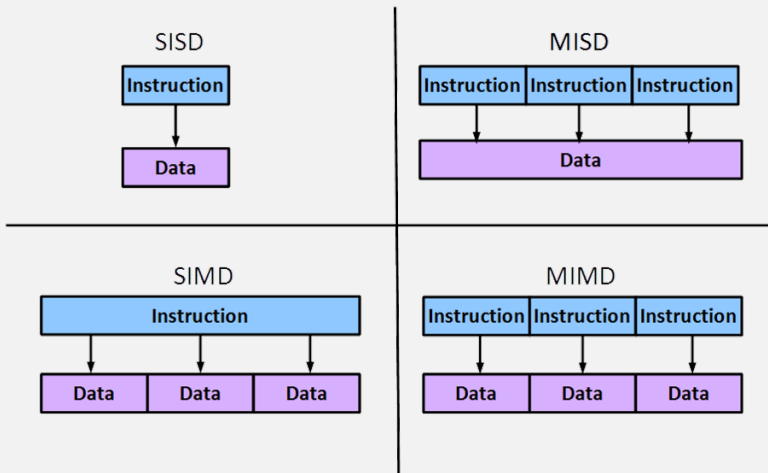 SISD
Instruction
Data
MISD
Instruction Instruction Instruction
Data
SIMD
Instruction
Data Data Data
MIMD
Instruction Instruction Instruction
Data Data Data